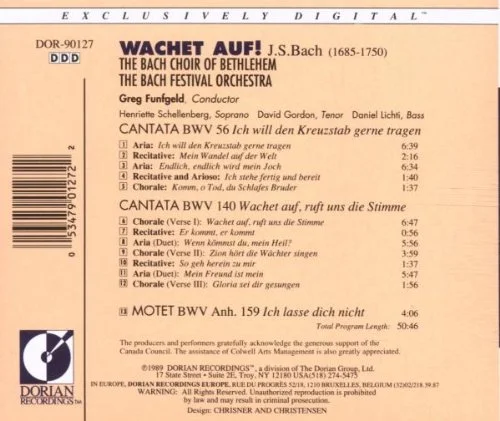 EXCLUSIVELY DIGITAL™
DOR-90127
DDD
WACHET AUF! J.S.Bach (1685-1750)
THE BACH CHOIR OF BETHLEHEM
THE BACH FESTIVAL ORCHESTRA
Greg Funfgeld, Conductor
Henriette Schellenberg, Soprano David Gordon, Tenor Daniel Lichti, Bass
CANTATA BWV 56 Ich will den Kreuzstab gerne tragen
1 Aria: Ich will den Kreuzstab gerne tragen 6:39
2 Recitative: Mein Wandel auf der Welt 2:16
3 Aria: Endlich, endlich wird mein Joch 6:34
4 Recitative and Arioso: Ich stehe fertig und bereit 1:40
5 Chorale: Komm, o Tod, du Schlafes Bruder 1:37
CANTATA BWV 140 Wachet auf, ruft uns die Stimme
6 Chorale (Verse I): Wachet auf, ruft uns die Stimme 6:47
7 Recitative: Er kommt, er kommt 0:56
8 Aria (Duet): Wenn kömmst du, mein Heil? 5:56
9 Chorale (Verse II): Zion hört die Wächter singen 3:59
10 Recitative: So geh herein zu mir 1:37
11 Aria (Duet): Mein Freund ist mein 5:47
12 Chorale (Verse III): Gloria sei dir gesungen 1:56
13 MOTET BWV Anh. 159 Ich lasse dich nicht 4:06
Total Program Length: 50:46
The producers and performers gratefully acknowledge the generous support of the
Canada Council. The assistance of Colwell Arts Management is also greatly appreciated.
℗©1989 DORIAN RECORDINGS™, a division of The Dorian Group, Ltd.
17 State Street • Suite 2E, Troy, NY 12180 USA(518) 274-5475
IN EUROPE, DORIAN RECORDINGS EUROPE, RUE DU PROGRÈS 52/18, 1210 BRUXELLES, BELGIUM (32)02/218.59.87
WARNING: All Rights Reserved. Unauthorized reproduction is prohibited
by law and may result in criminal prosecution.
Design: CHRISNER AND CHRISTENSEN
0 53479 01272 2
DORIAN
RECORDINGS™